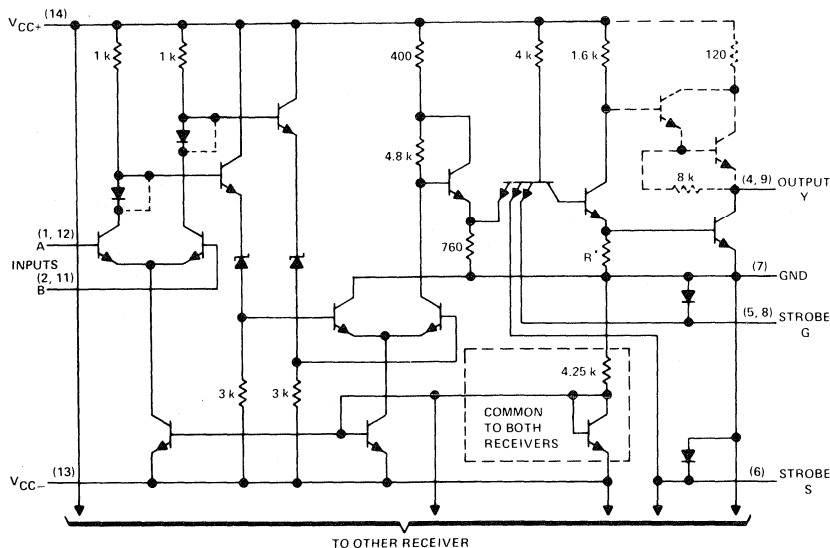 VCC+ (14)
1 k
1 k
400
4 k
1.6 k
120
4.8 k
8 k
(4, 9) OUTPUT
Y
(1, 12)
A
INPUTS
(2, 11)
B
760
R*
(7)
GND
(5, 8) STROBE
G
3 k
3 k
4.25 k
COMMON
TO BOTH
RECEIVERS
VCC– (13)
(6) STROBE
S
TO OTHER RECEIVER